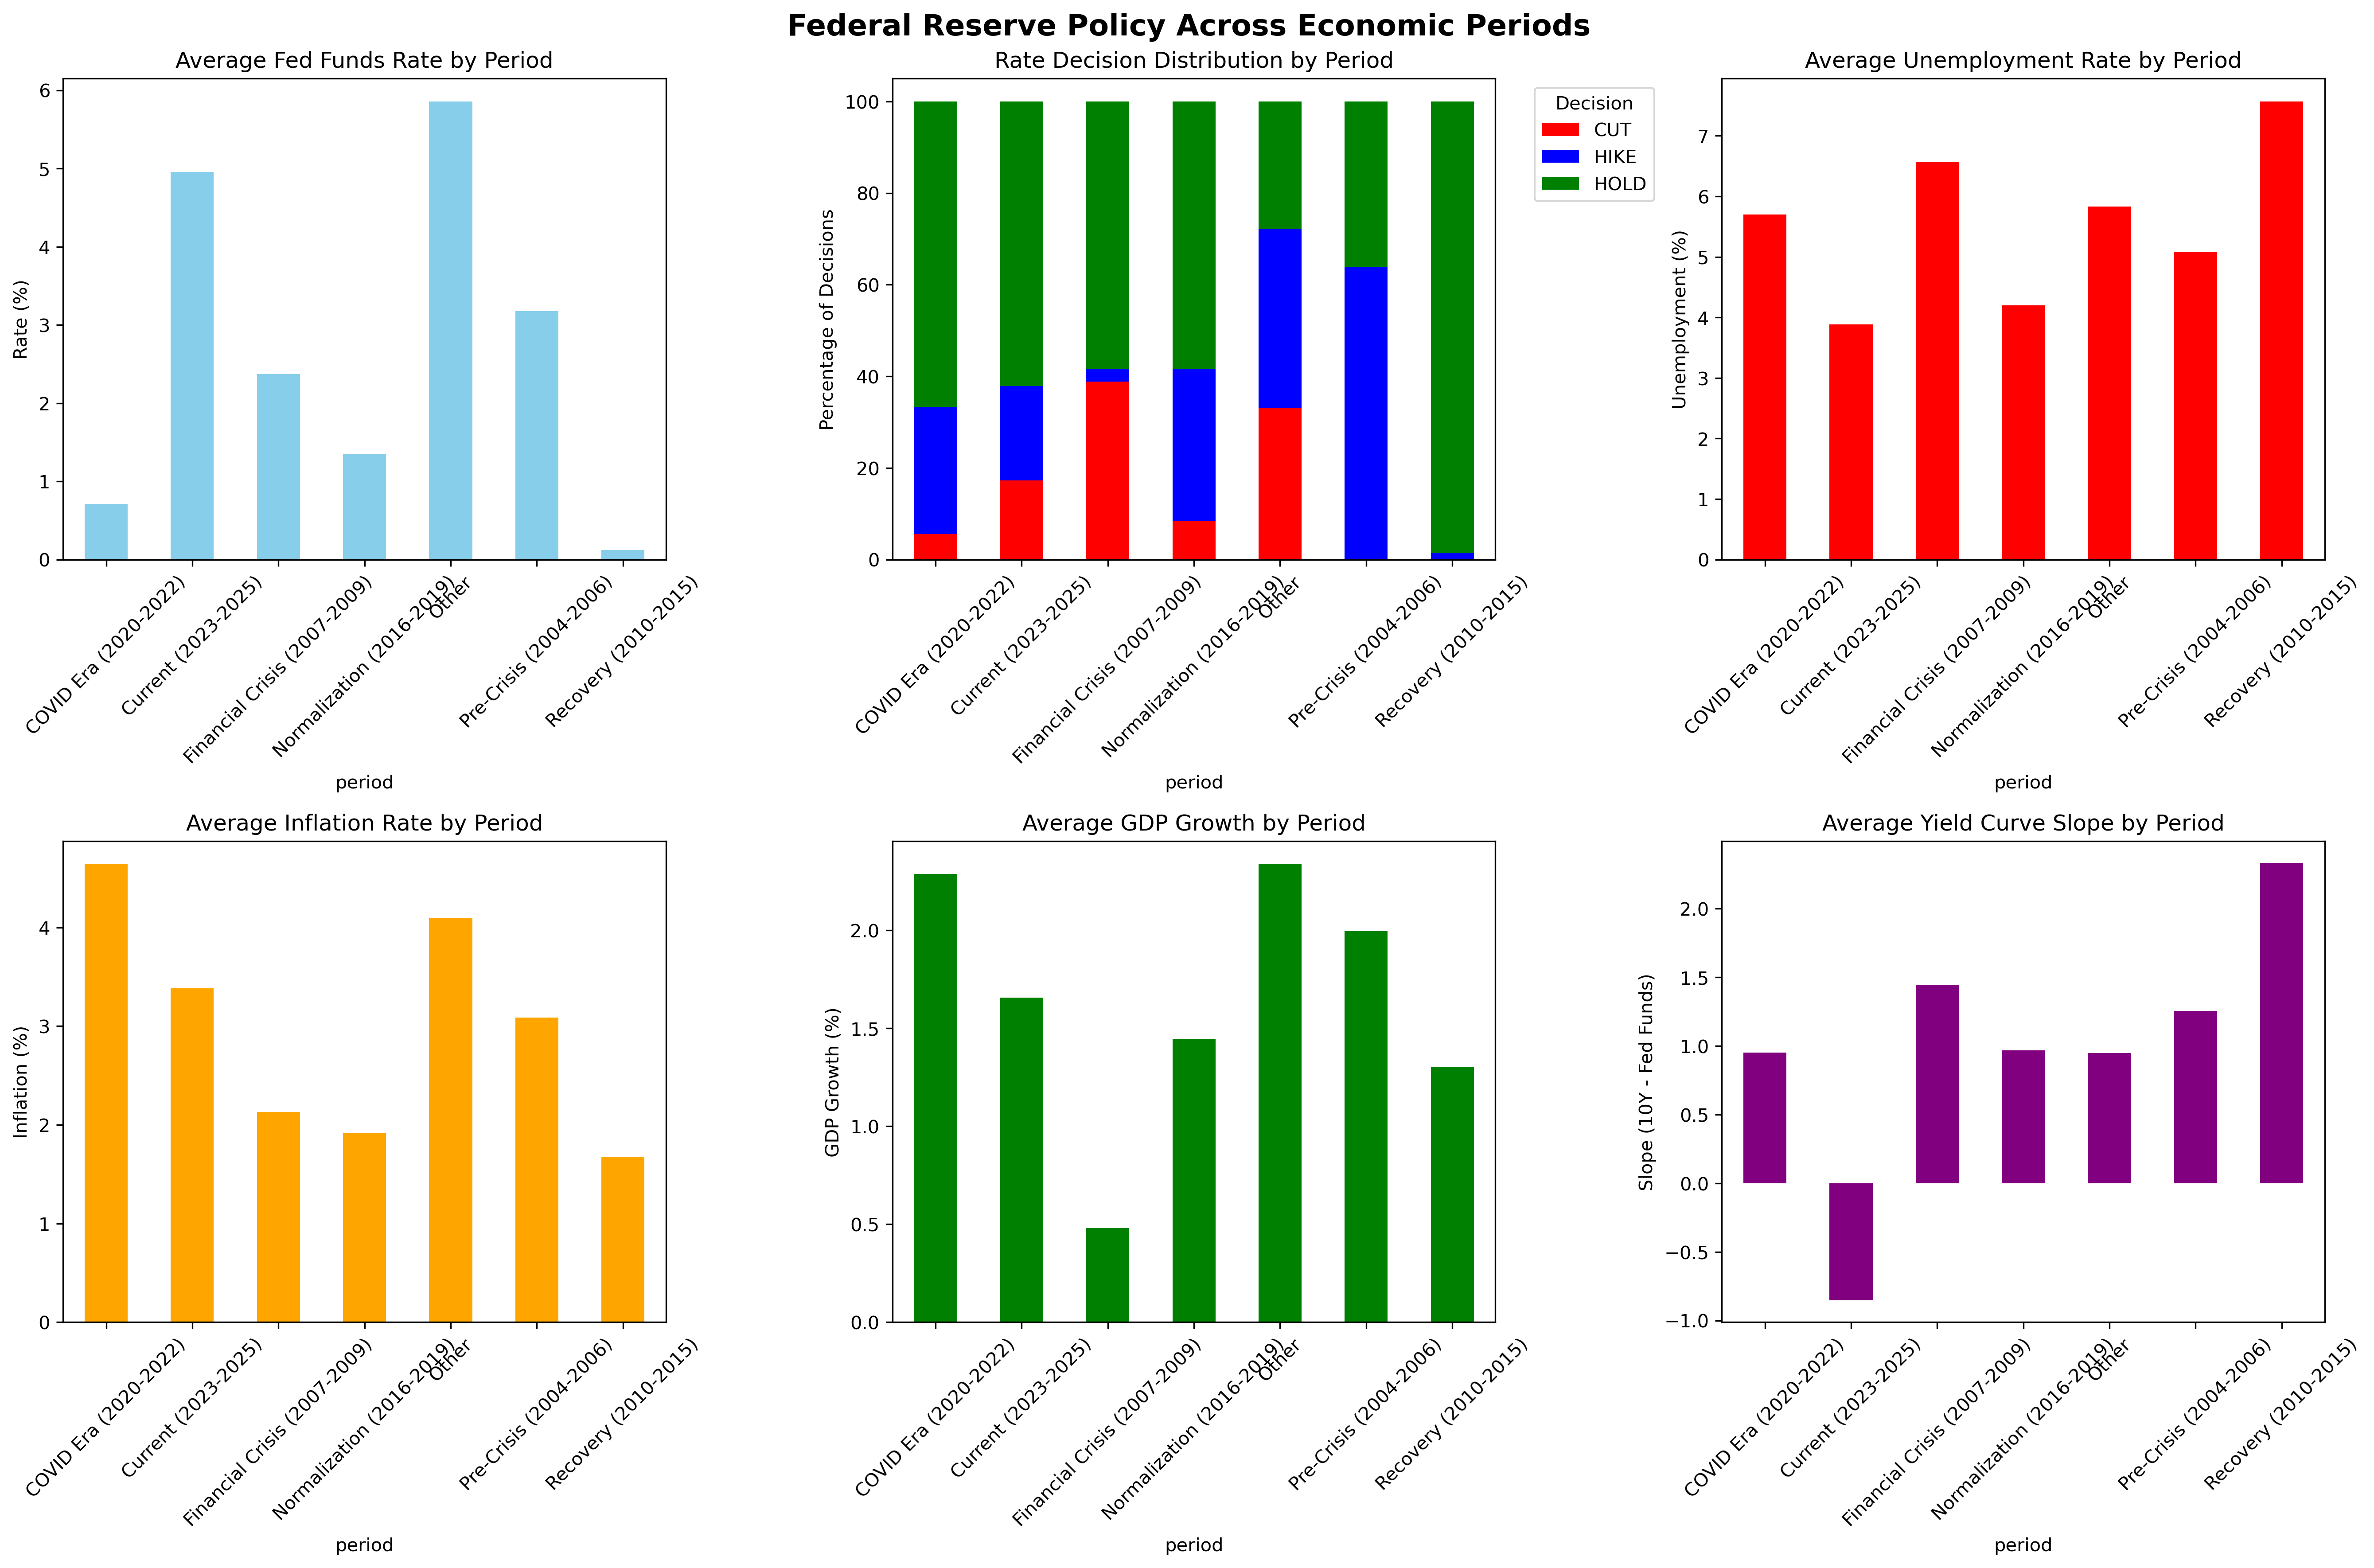 Federal Reserve Policy Across Economic Periods
Average Fed Funds Rate by Period
Rate (%)
6
5
4
3
2
1
0
COVID Era (2020-2022)
Current (2023-2025)
Financial Crisis (2007-2009)
Normalization (2016-2019)
Other
Pre-Crisis (2004-2006)
Recovery (2010-2015)
period
Rate Decision Distribution by Period
Percentage of Decisions
100
80
60
40
20
0
COVID Era (2020-2022)
Current (2023-2025)
Financial Crisis (2007-2009)
Normalization (2016-2019)
Other
Pre-Crisis (2004-2006)
Recovery (2010-2015)
period
Decision
CUT
HIKE
HOLD
Average Unemployment Rate by Period
Unemployment (%)
7
6
5
4
3
2
1
0
COVID Era (2020-2022)
Current (2023-2025)
Financial Crisis (2007-2009)
Normalization (2016-2019)
Other
Pre-Crisis (2004-2006)
Recovery (2010-2015)
period
Average Inflation Rate by Period
Inflation (%)
4
3
2
1
0
COVID Era (2020-2022)
Current (2023-2025)
Financial Crisis (2007-2009)
Normalization (2016-2019)
Other
Pre-Crisis (2004-2006)
Recovery (2010-2015)
period
Average GDP Growth by Period
GDP Growth (%)
2.0
1.5
1.0
0.5
0.0
COVID Era (2020-2022)
Current (2023-2025)
Financial Crisis (2007-2009)
Normalization (2016-2019)
Other
Pre-Crisis (2004-2006)
Recovery (2010-2015)
period
Average Yield Curve Slope by Period
Slope (10Y - Fed Funds)
2.0
1.5
1.0
0.5
0.0
−0.5
−1.0
COVID Era (2020-2022)
Current (2023-2025)
Financial Crisis (2007-2009)
Normalization (2016-2019)
Other
Pre-Crisis (2004-2006)
Recovery (2010-2015)
period